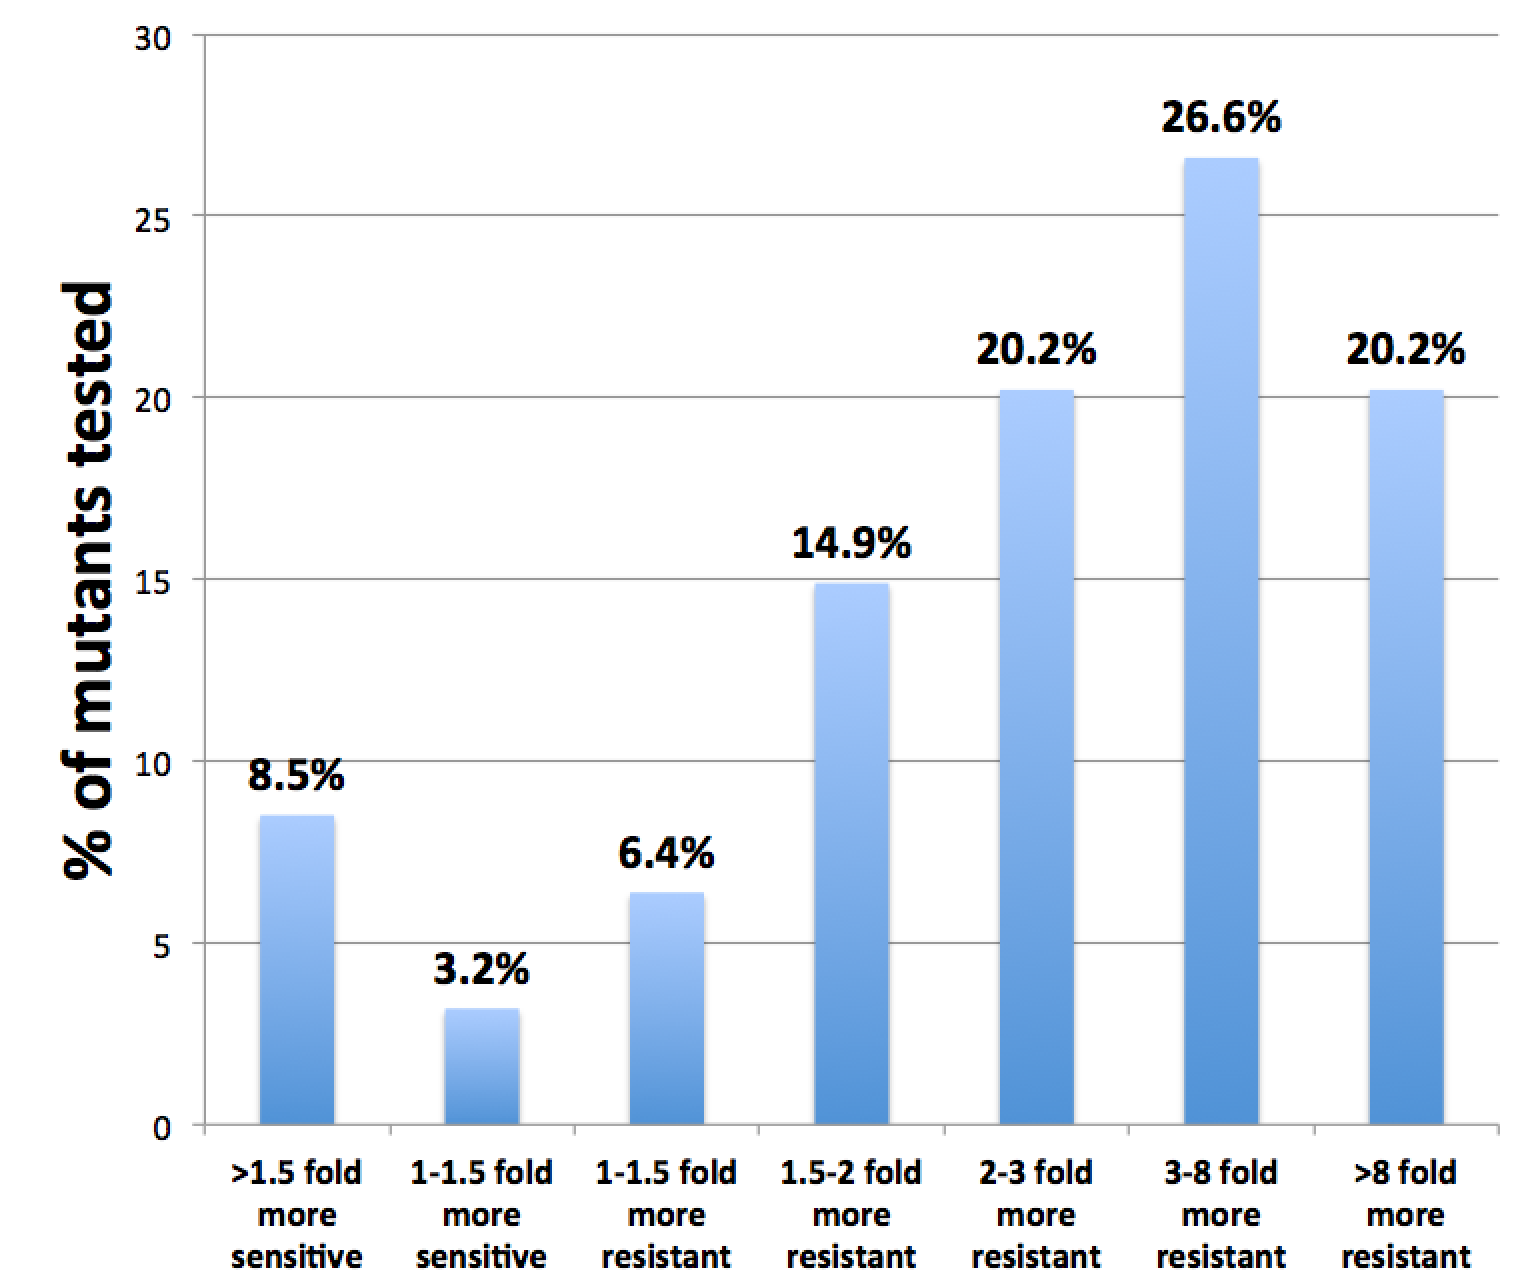 % of mutants tested
30
25
20
15
10
5
0
8.5%
3.2%
6.4%
14.9%
20.2%
26.6%
20.2%
>1.5 fold
more
sensitive
1-1.5 fold
more
sensitive
1-1.5 fold
more
resistant
1.5-2 fold
more
resistant
2-3 fold
more
resistant
3-8 fold
more
resistant
>8 fold
more
resistant